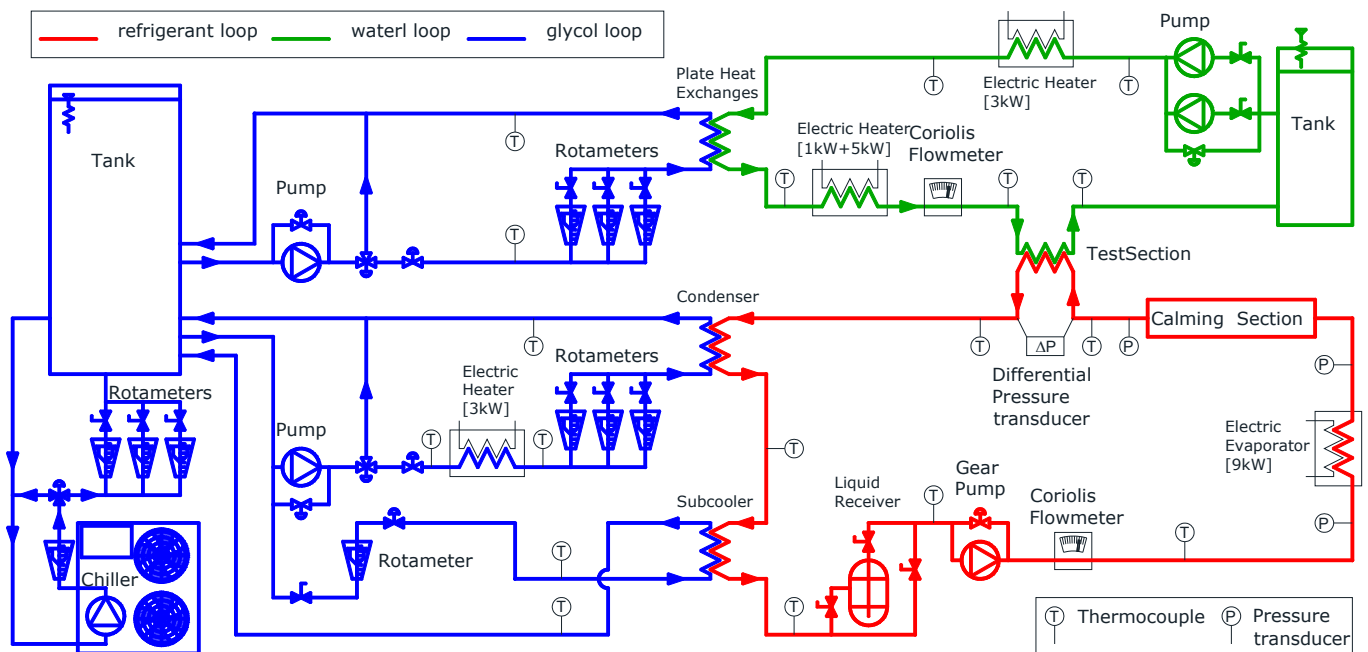 refrigerant loop
waterl loop
glycol loop
Pump
Plate Heat
Exchanges
Electric Heater
[3kW]
Tank
Tank
Electric Heater
[1kW+5kW]
Coriolis
Flowmeter
Rotameters
Pump
T
T
T
T
T
T
T
TestSection
Condenser
Calming Section
ΔP
T
T
T
P
P
Differential
Pressure
transducer
Rotameters
Electric
Heater
[3kW]
Rotameters
Pump
T
T
T
Electric
Evaporator
[9kW]
Liquid
Receiver
Gear
Pump
Coriolis
Flowmeter
Subcooler
T
P
T
Rotameter
T
T
T
Chiller
T Thermocouple
P Pressure
transducer